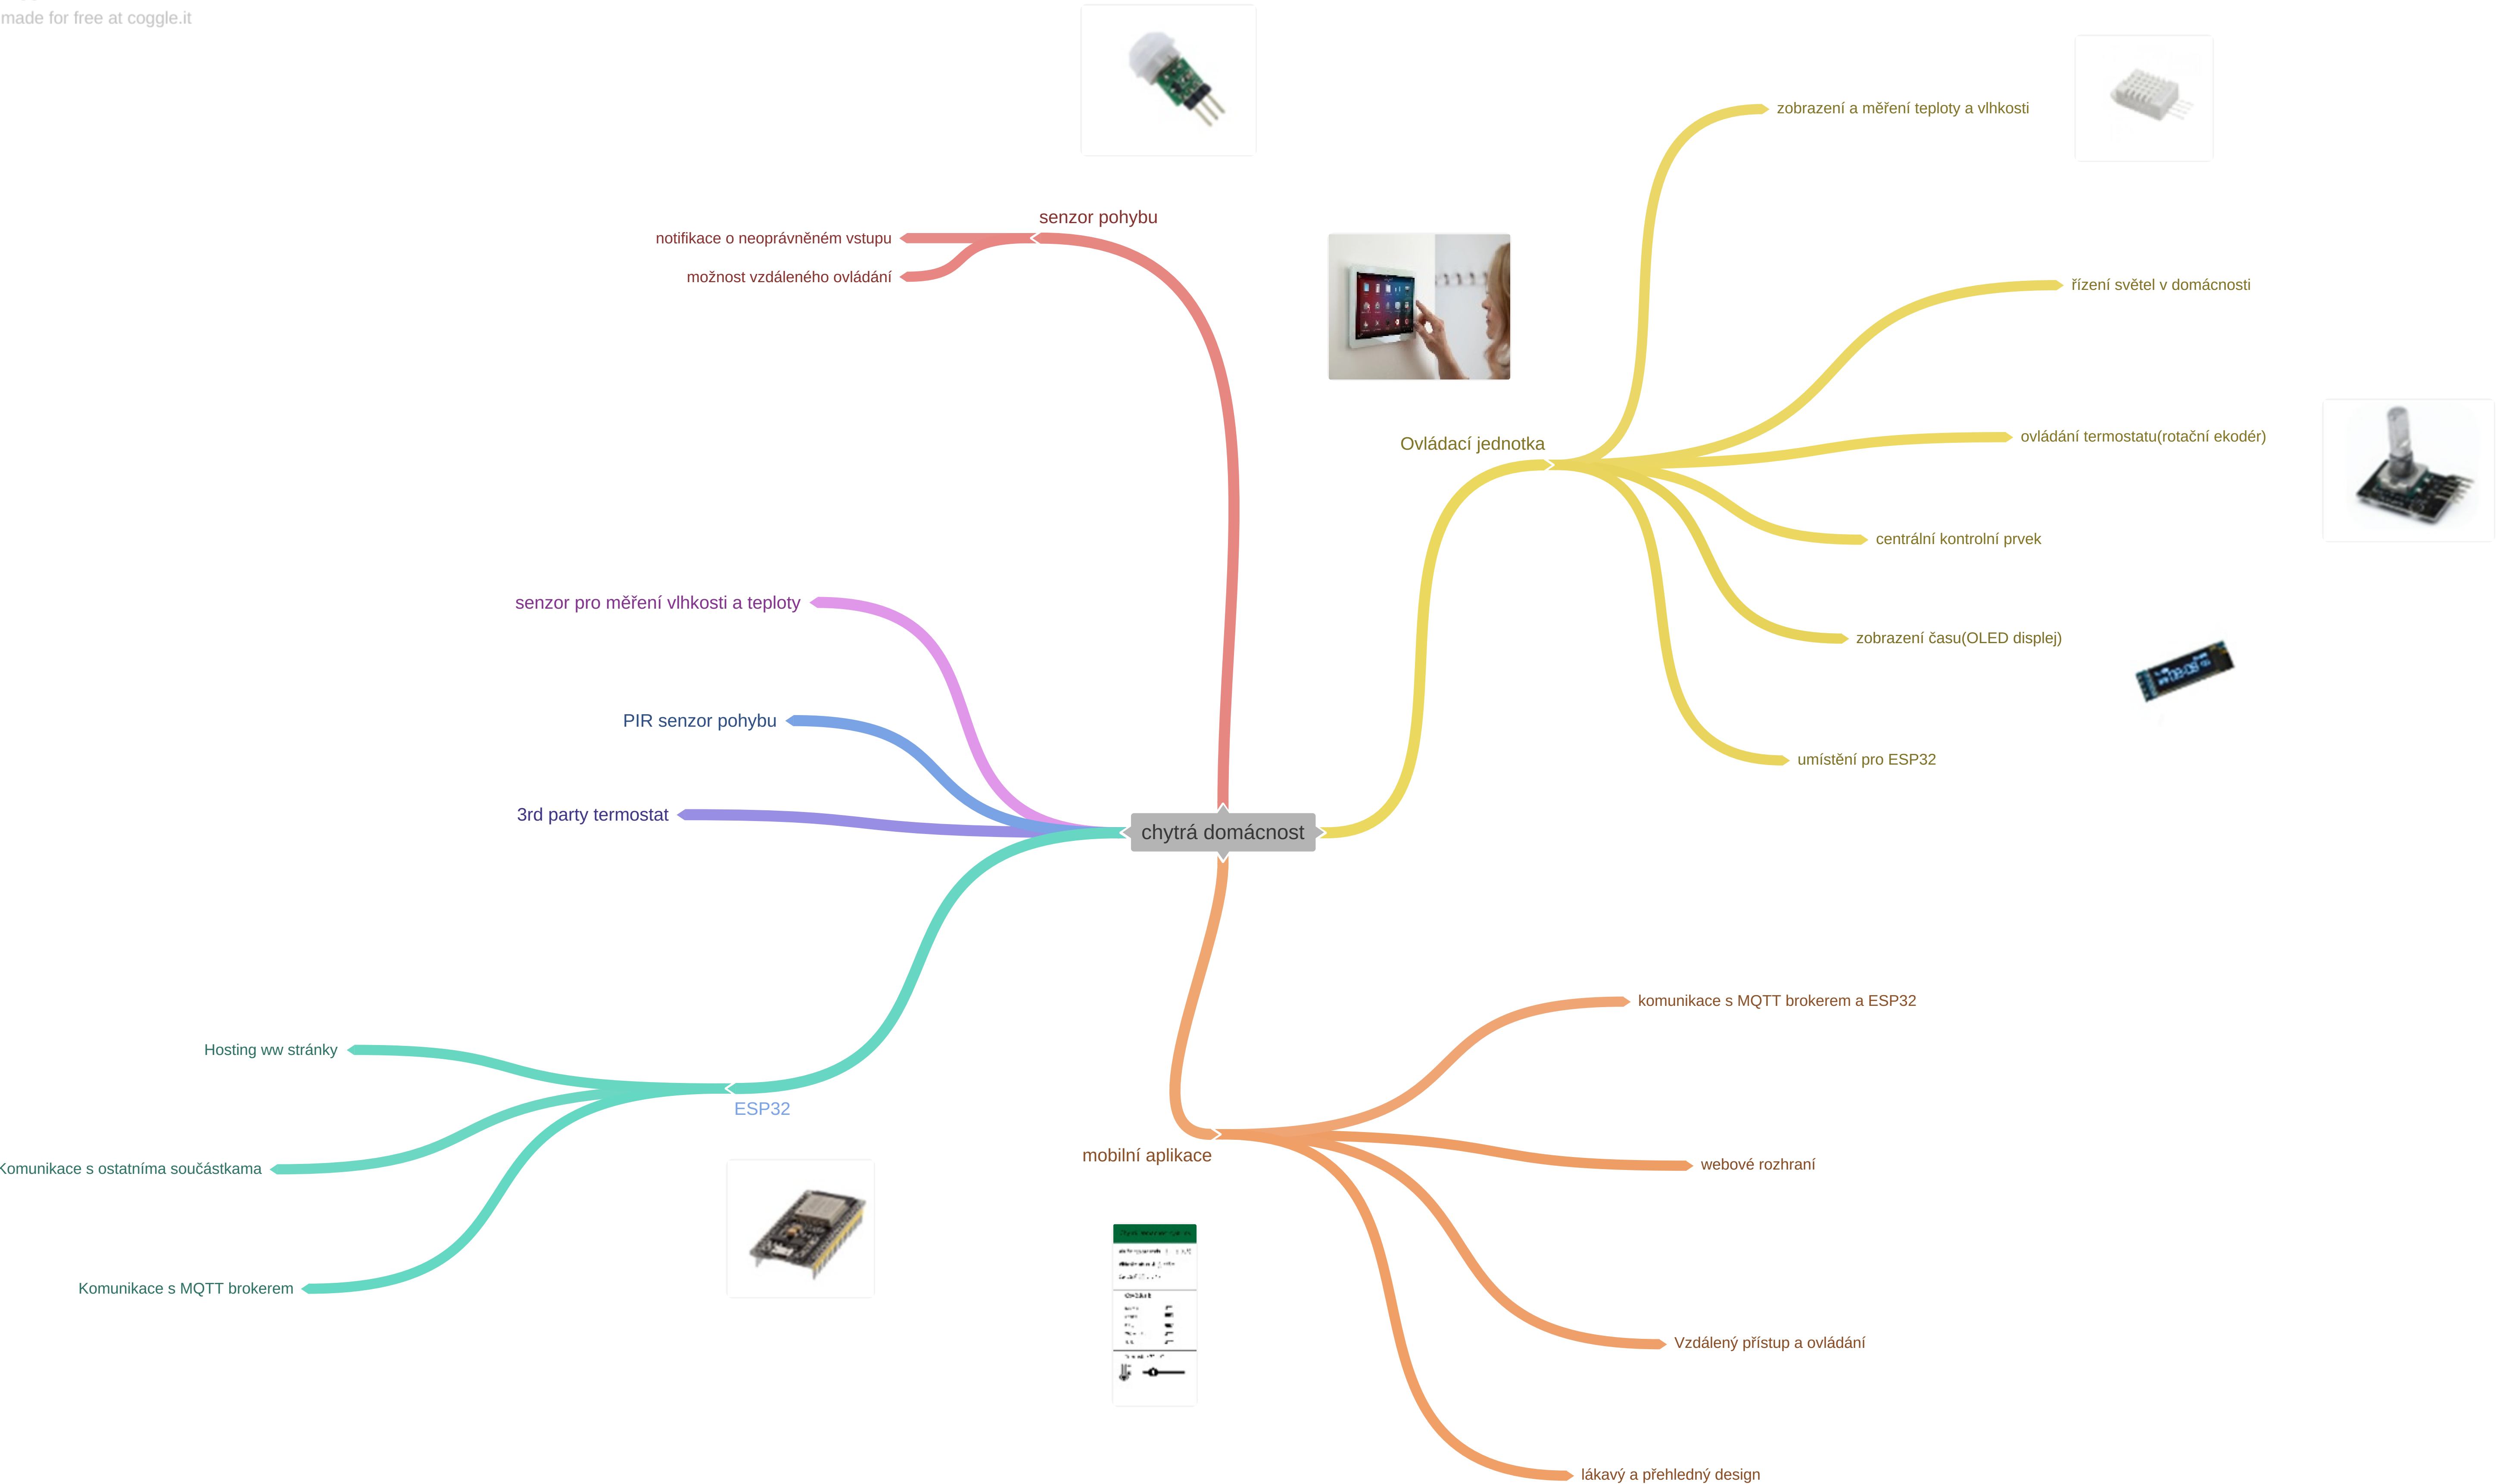 made for free at coggle.it
zobrazení a měření teploty a vlhkosti
senzor pohybu
notifikace o neoprávněném vstupu
možnost vzdáleného ovládání
řízení světel v domácnosti
Ovládací jednotka
ovládání termostatu(rotační ekodér)
centrální kontrolní prvek
senzor pro měření vlhkosti a teploty
zobrazení času(OLED displej)
PIR senzor pohybu
umístění pro ESP32
3rd party termostat
chytrá domácnost
komunikace s MQTT brokerem a ESP32
Hosting ww stránky
ESP32
mobilní aplikace
webové rozhraní
Komunikace s ostatníma součástkama
Komunikace s MQTT brokerem
Vzdálený přístup a ovládání
lákavý a přehledný design